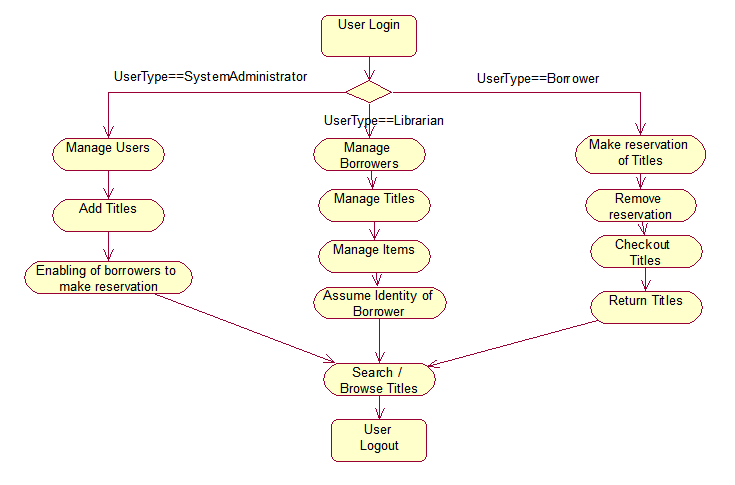 User Login
UserType==SystemAdministrator
UserType==Borrower
UserType==Librarian
Manage Users
Manage
Borrowers
Make reservation
of Titles
Add Titles
Manage Titles
Remove
reservation
Enabling of borrowers to
make reservation
Manage Items
Checkout
Titles
Assume Identity of
Borrower
Return Titles
Search /
Browse Titles
User
Logout